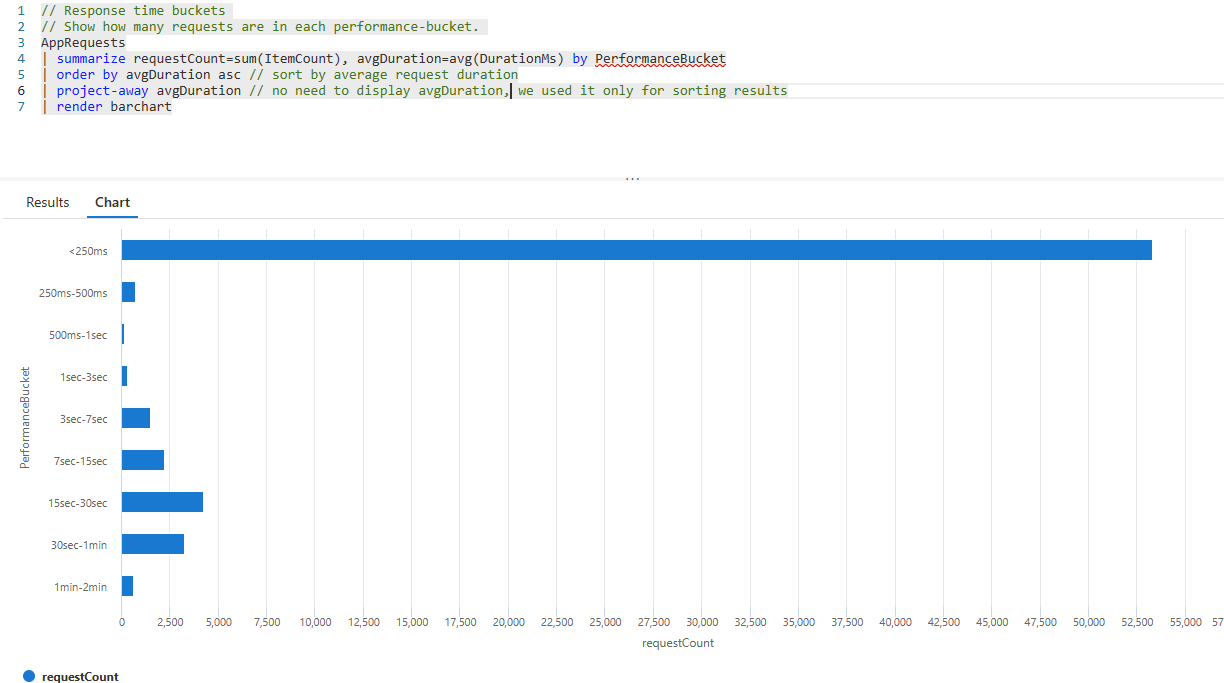 1 // Response time buckets
2 // Show how many requests are in each performance-bucket.
3 AppRequests
4 | summarize requestCount=sum(ItemCount), avgDuration=avg(DurationMs) by PerformanceBucket
5 | order by avgDuration asc // sort by average request duration
6 | project-away avgDuration // no need to display avgDuration, we used it only for sorting results
7 | render barchart
...
Results Chart
PerformanceBucket
<250ms
250ms-500ms
500ms-1sec
1sec-3sec
3sec-7sec
7sec-15sec
15sec-30sec
30sec-1min
1min-2min
0 2,500 5,000 7,500 10,000 12,500 15,000 17,500 20,000 22,500 25,000 27,500 30,000 32,500 35,000 37,500 40,000 42,500 45,000 47,500 50,000 52,500 55,000 57
requestCount
requestCount